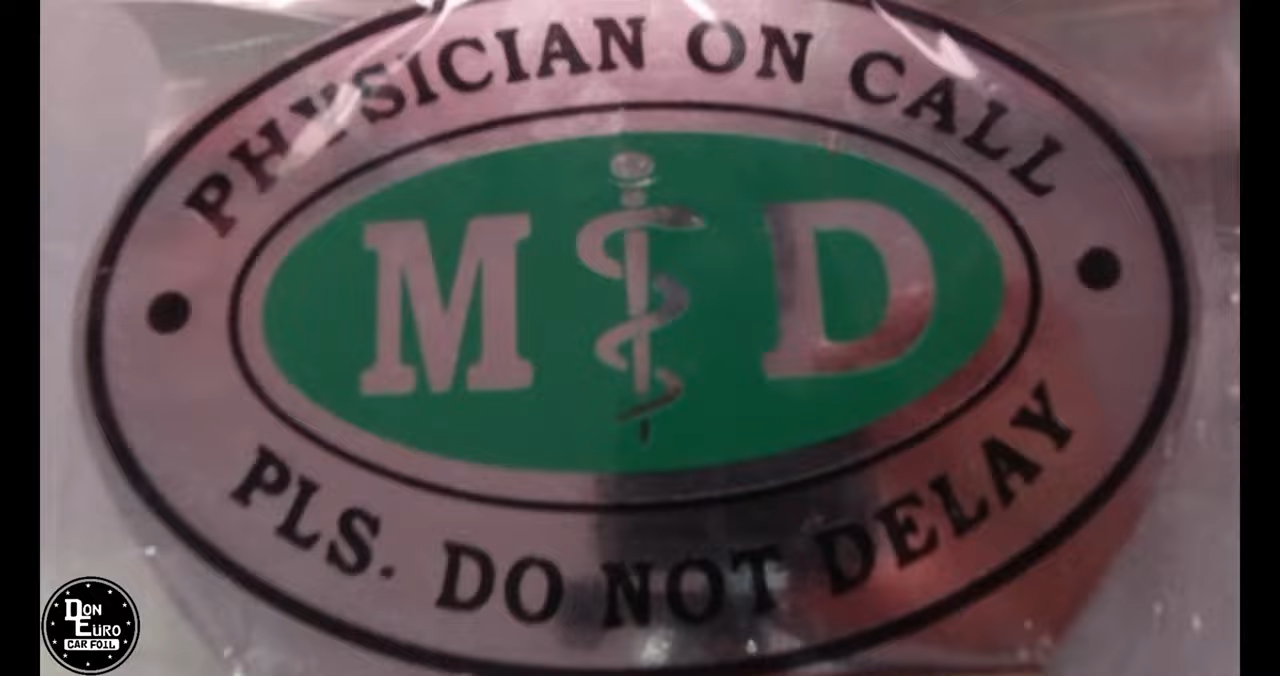 PHYSICIAN ON CALL
M D
PLS. DO NOT DELAY
DON
EURO
CAR FOIL